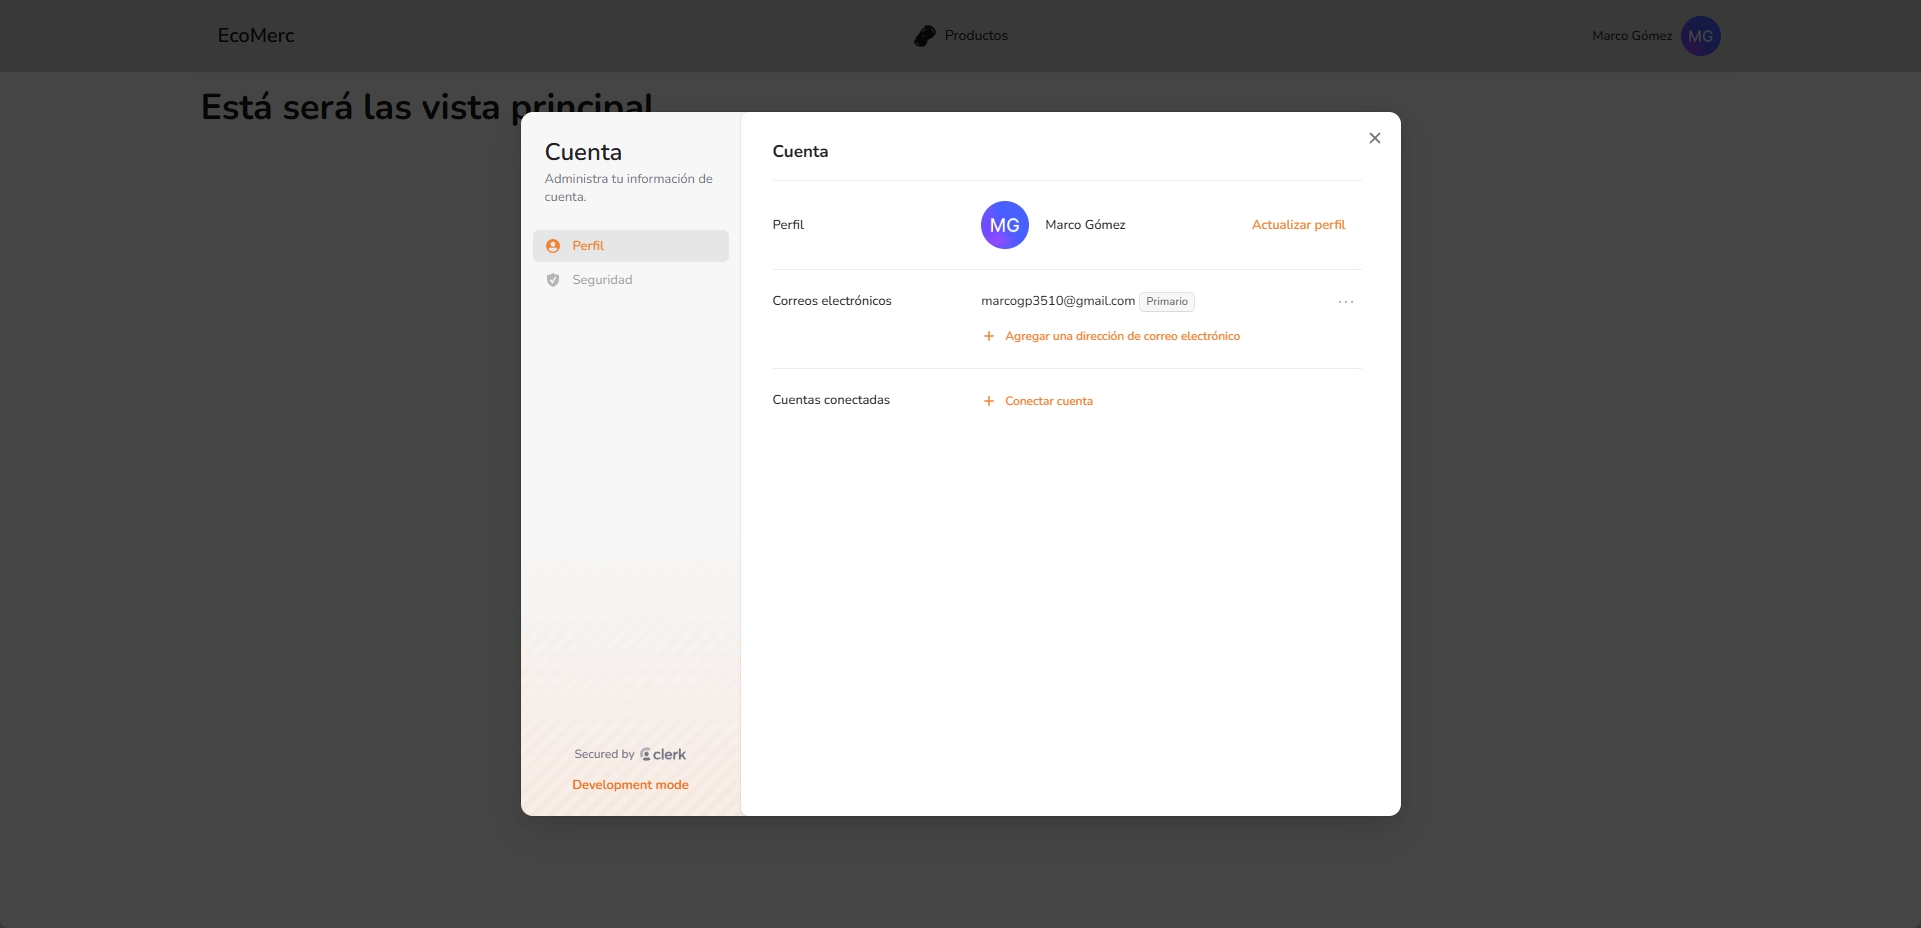 EcoMerc
Productos
Marco Gómez
MG
Está será las vista principal
Cuenta
Administra tu información de
cuenta.
Perfil
Seguridad
Secured by clerk
Development mode
Cuenta
Perfil
MG
Marco Gómez
Actualizar perfil
Correos electrónicos
marcogp3510@gmail.com Primario
Agregar una dirección de correo electrónico
Cuentas conectadas
Conectar cuenta